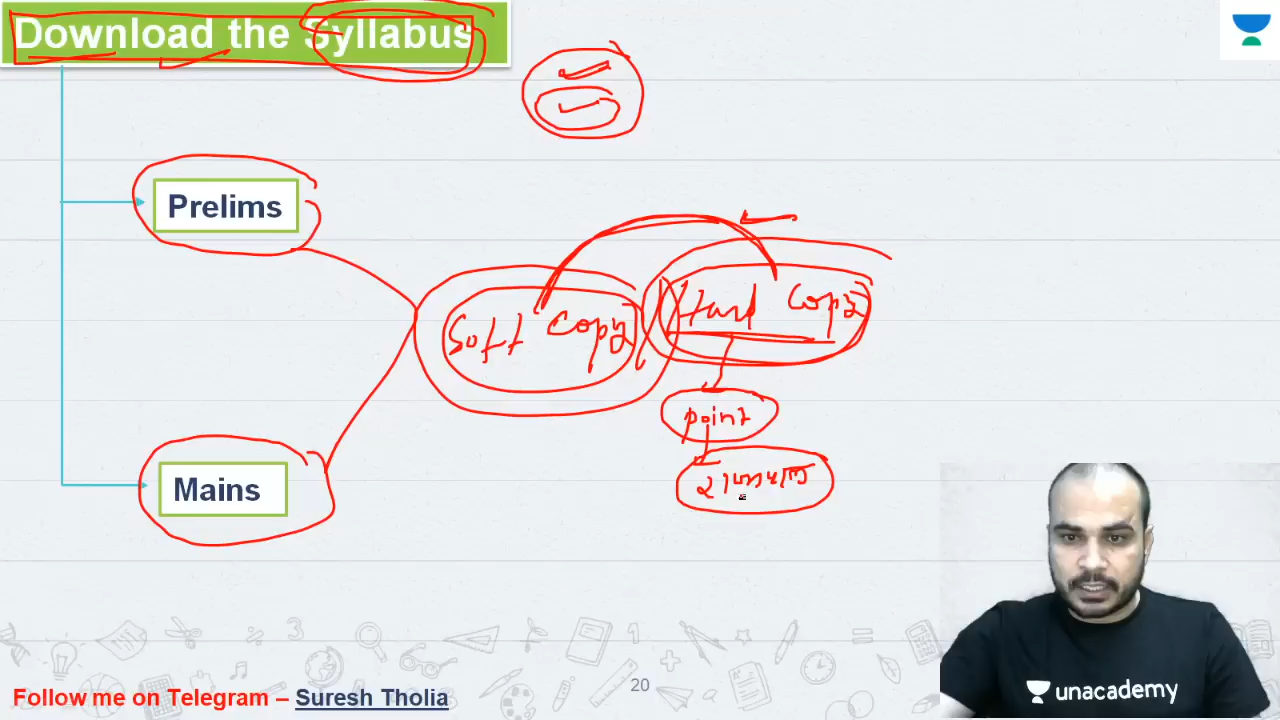 Download the Syllabus
Prelims
Soft Copy
Hard Copy
point
Mains
unacademy
Follow me on Telegram – Suresh Tholia
20